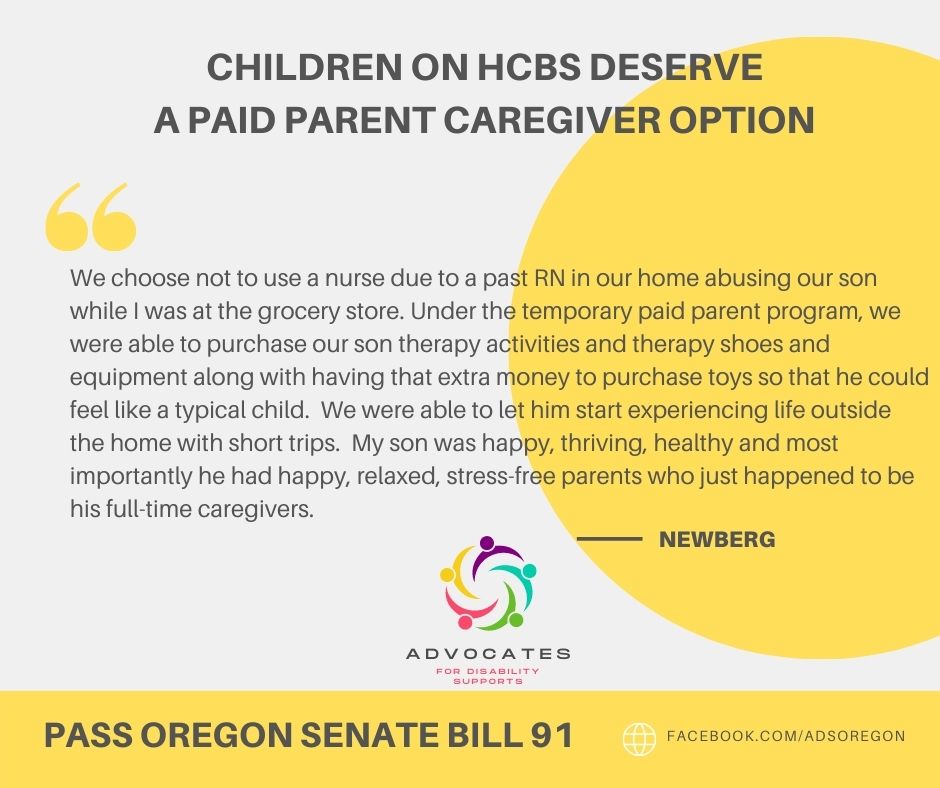 CHILDREN ON HCBS DESERVE
A PAID PARENT CAREGIVER OPTION
“
We choose not to use a nurse due to a past RN in our home abusing our son
while I was at the grocery store. Under the temporary paid parent program, we
were able to purchase our son therapy activities and therapy shoes and
equipment along with having that extra money to purchase toys so that he could
feel like a typical child.  We were able to let him start experiencing life outside
the home with short trips.  My son was happy, thriving, healthy and most
importantly he had happy, relaxed, stress-free parents who just happened to be
his full-time caregivers.
NEWBERG
ADVOCATES
FOR DISABILITY
SUPPORTS
PASS OREGON SENATE BILL 91
FACEBOOK.COM/ADSOREGON